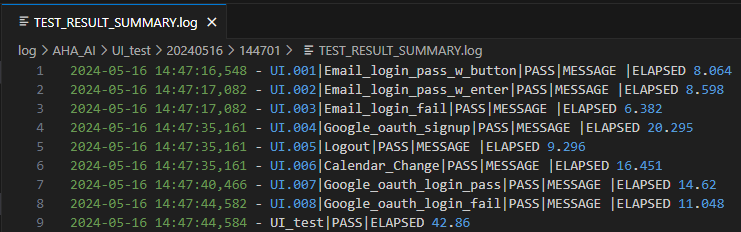 TEST_RESULT_SUMMARY.log
log > AHA_AI > UI_test > 20240516 > 144701 > TEST_RESULT_SUMMARY.log
1 2024-05-16 14:47:16,548 - UI.001|Email_login_pass_w_button|PASS|MESSAGE |ELAPSED 8.064
2 2024-05-16 14:47:17,082 - UI.002|Email_login_pass_w_enter|PASS|MESSAGE |ELAPSED 8.598
3 2024-05-16 14:47:17,082 - UI.003|Email_login_fail|PASS|MESSAGE |ELAPSED 6.382
4 2024-05-16 14:47:35,161 - UI.004|Google_oauth_signup|PASS|MESSAGE |ELAPSED 20.295
5 2024-05-16 14:47:35,161 - UI.005|Logout|PASS|MESSAGE |ELAPSED 9.296
6 2024-05-16 14:47:35,161 - UI.006|Calendar_Change|PASS|MESSAGE |ELAPSED 16.451
7 2024-05-16 14:47:40,466 - UI.007|Google_oauth_login_pass|PASS|MESSAGE |ELAPSED 14.62
8 2024-05-16 14:47:44,582 - UI.008|Google_oauth_login_fail|PASS|MESSAGE |ELAPSED 11.048
9 2024-05-16 14:47:44,584 - UI_test|PASS|ELAPSED 42.86